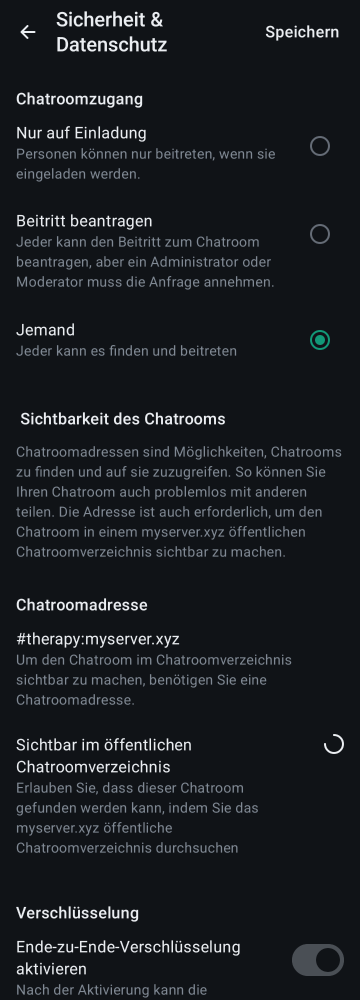 Sicherheit &
Datenschutz
Speichern
Chatroomzugang
Nur auf Einladung
Personen können nur beitreten, wenn sie
eingeladen werden.
Beitritt beantragen
Jeder kann den Beitritt zum Chatroom
beantragen, aber ein Administrator oder
Moderator muss die Anfrage annehmen.
Jemand
Jeder kann es finden und beitreten
Sichtbarkeit des Chatrooms
Chatroomadressen sind Möglichkeiten, Chatrooms
zu finden und auf sie zuzugreifen. So können Sie
Ihren Chatroom auch problemlos mit anderen
teilen. Die Adresse ist auch erforderlich, um den
Chatroom in einem myserver.xyz öffentlichen
Chatroomverzeichnis sichtbar zu machen.
Chatroomadresse
#therapy:myserver.xyz
Um den Chatroom im Chatroomverzeichnis
sichtbar zu machen, benötigen Sie eine
Chatroomadresse.
Sichtbar im öffentlichen
Chatroomverzeichnis
Erlauben Sie, dass dieser Chatroom
gefunden werden kann, indem Sie das
myserver.xyz öffentliche
Chatroomverzeichnis durchsuchen
Verschlüsselung
Ende-zu-Ende-Verschlüsselung
aktivieren
Nach der Aktivierung kann die